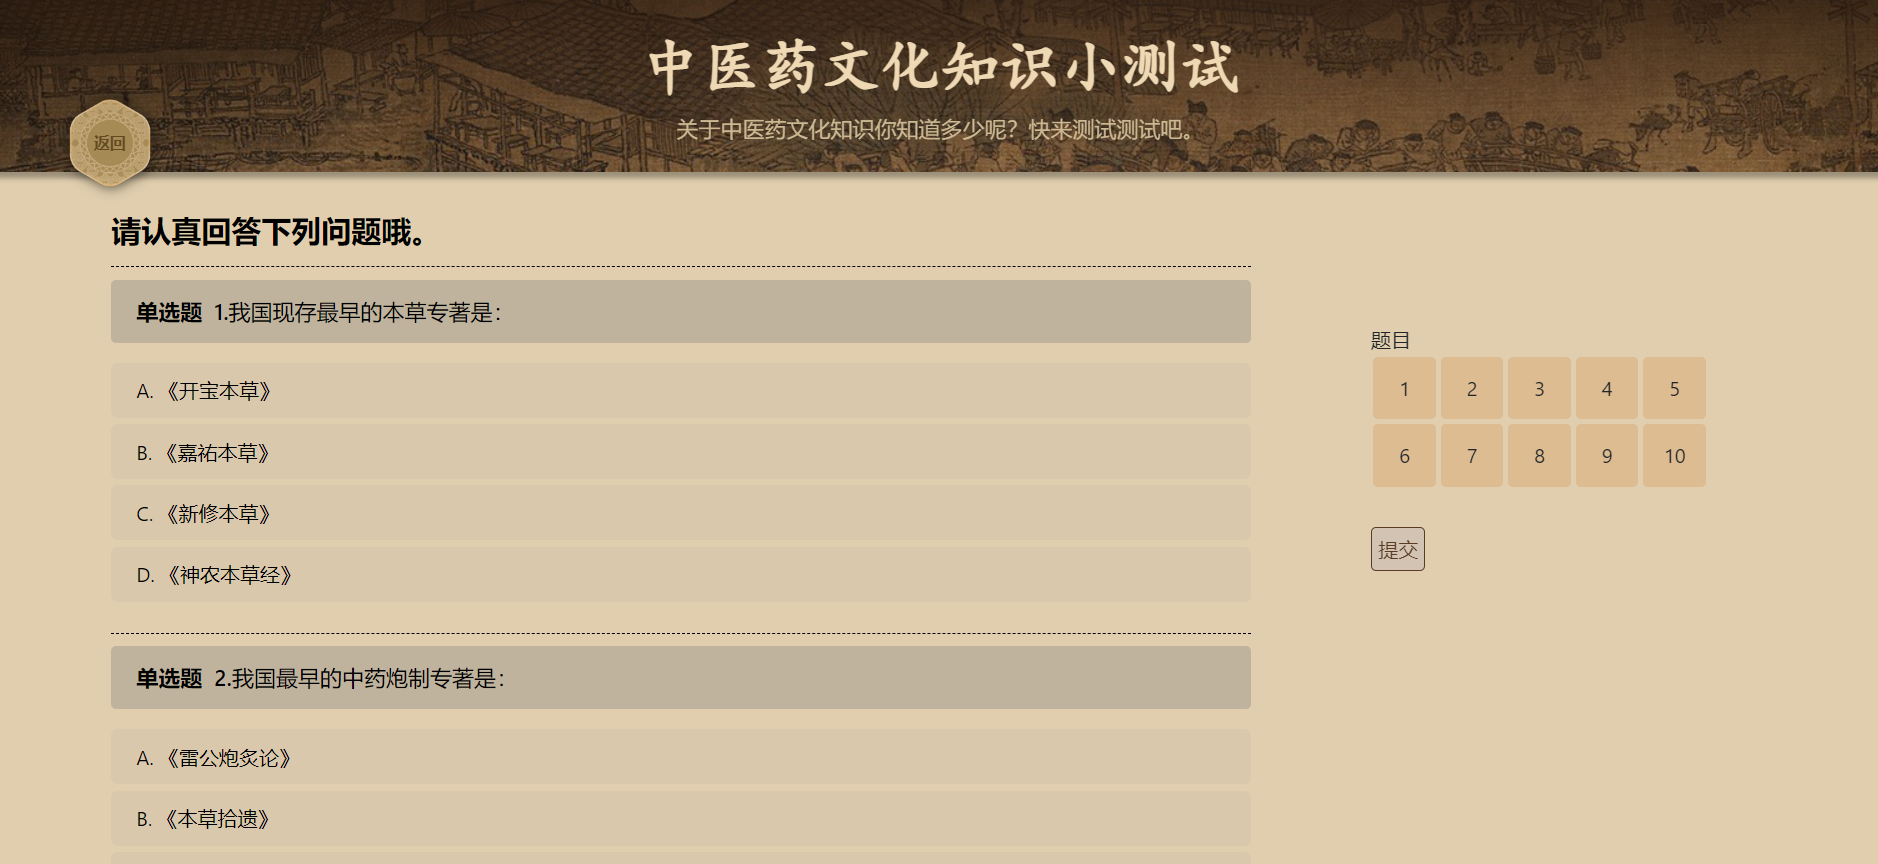 中医药文化知识小测试
关于中医药文化知识你知道多少呢？快来测试测试吧。
返回
请认真回答下列问题哦。
单选题 1.我国现存最早的本草专著是：
A. 《开宝本草》
B. 《嘉祐本草》
C. 《新修本草》
D. 《神农本草经》
单选题 2.我国最早的中药炮制专著是：
A. 《雷公炮炙论》
B. 《本草拾遗》
题目
1 2 3 4 5
6 7 8 9 10
提交